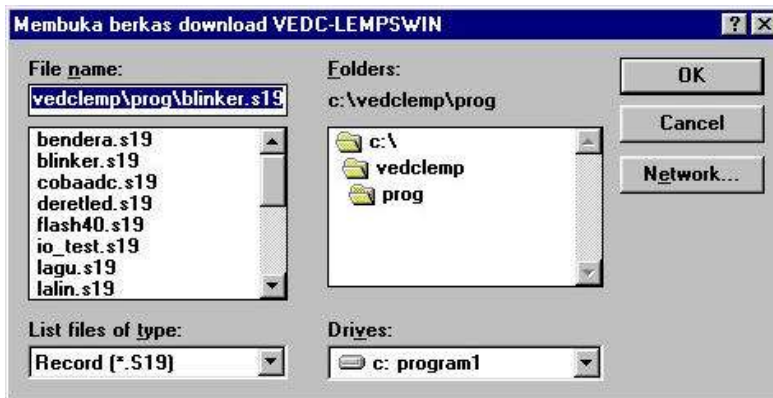 Membuka berkas download VEDC-LEMPSWIN
File name:
vedclemp\prog\blinker.s19
bendera.s19
blinker.s19
cobaadc.s19
deretled.s19
flash40.s19
io_test.s19
lagu.s19
lalin.s19
List files of type:
Record (*.S19)
Folders:
c:\vedclemp\prog
c:\
vedclemp
prog
Drives:
c: program1
OK
Cancel
Network...